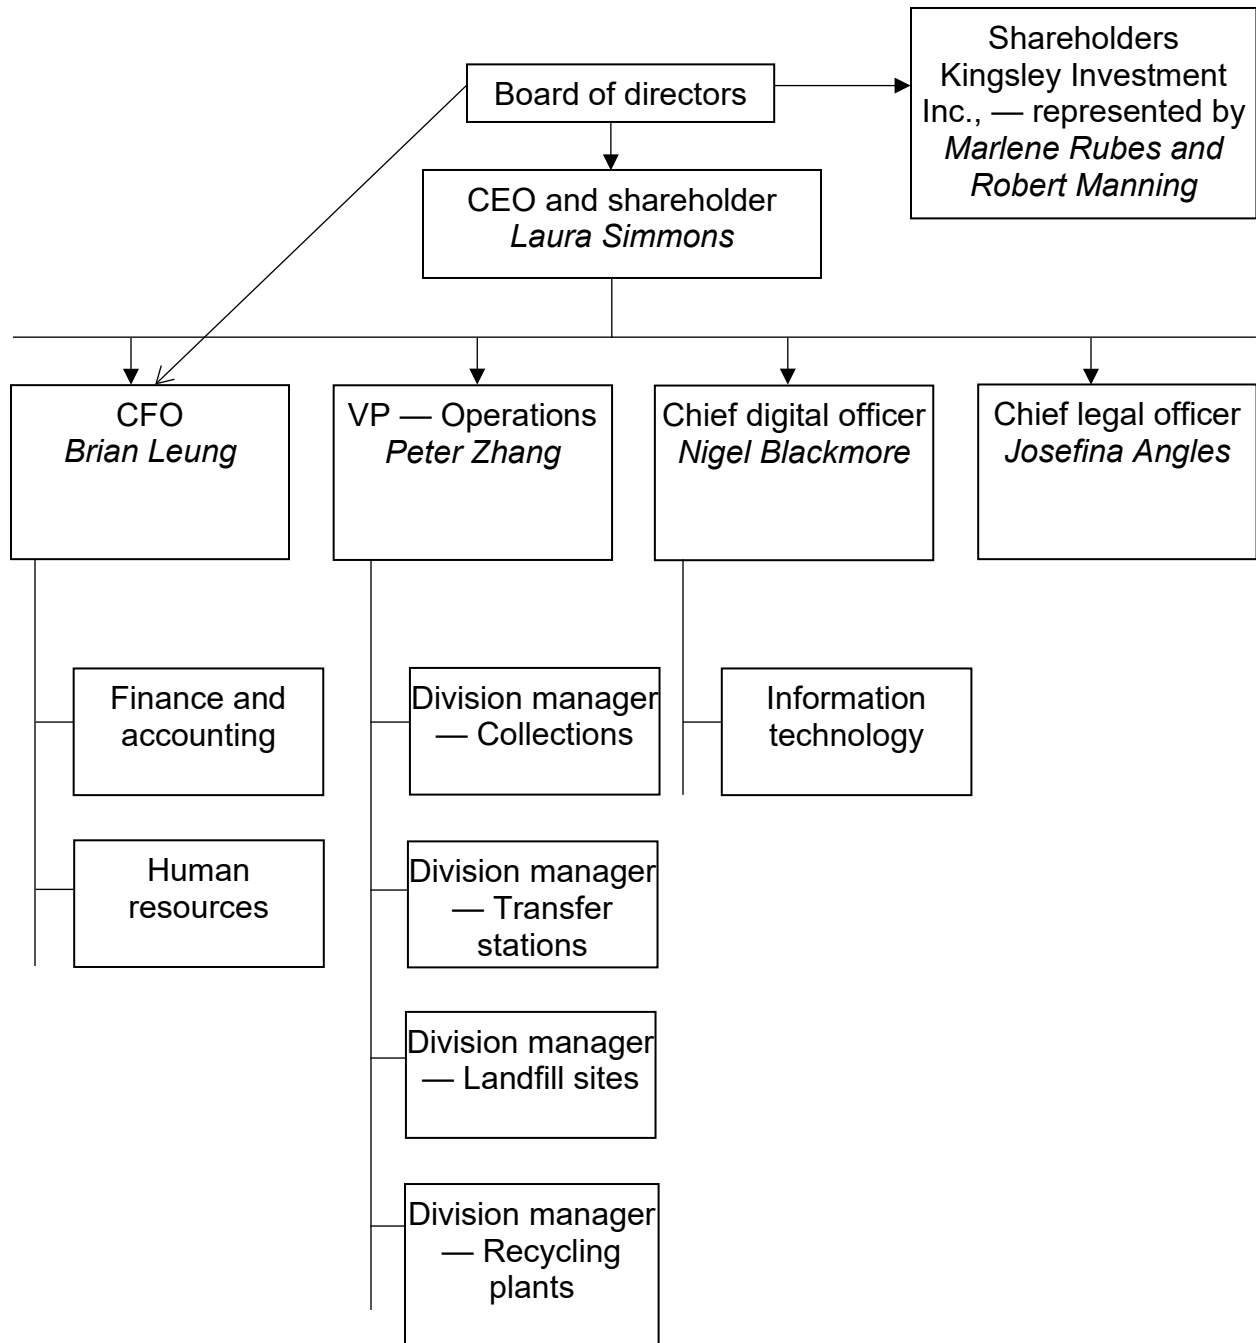 Board of directors
Shareholders
Kingsley Investment
Inc., — represented by
Marlene Rubes and
Robert Manning
CEO and shareholder
Laura Simmons
CFO
Brian Leung
VP — Operations
Peter Zhang
Chief digital officer
Nigel Blackmore
Chief legal officer
Josefina Angles
Finance and
accounting
Human
resources
Division manager
— Collections
Division manager
— Transfer
stations
Division manager
— Landfill sites
Division manager
— Recycling
plants
Information
technology